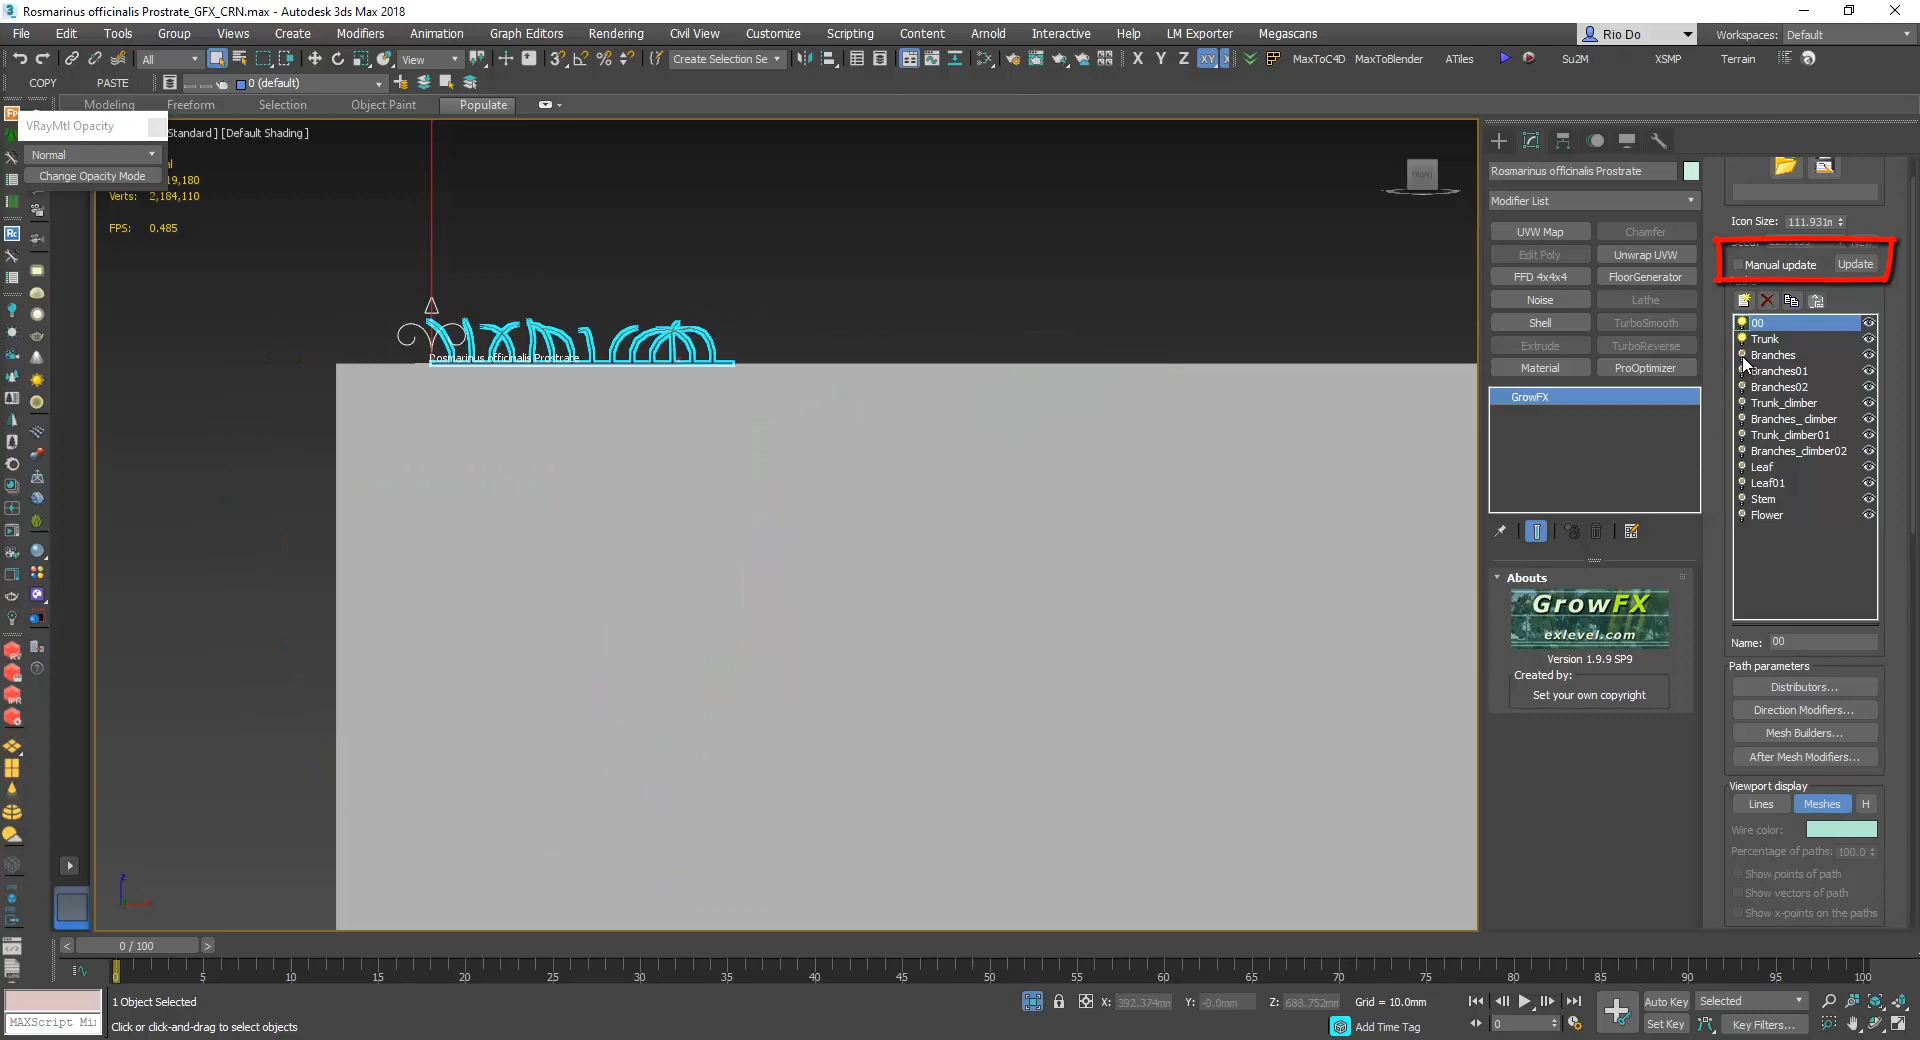 Rosmarinus officinalis Prostrate_GFX_CRN.max - Autodesk 3ds Max 2018
File Edit Tools Group Views Create Modifiers Animation Graph Editors Rendering Civil View Customize Scripting Content Arnold Interactive Help LM Exporter Megascans Rio Do Workspaces: Default
All View Create Selection Se X Y Z XY MaxToC4D MaxToBlender ATiles Su2M XSMP Terrain
COPY PASTE 0 (default)
Modeling Freeform Selection Object Paint Populate
VRayMtl Opacity
Standard ] [Default Shading ]
Normal
Change Opacity Mode
19,180
Verts: 2,184,110
FPS: 0.485
FRONT
Rosmarinus officinalis Prostrate
Rosmarinus officinalis Prostrate
Modifier List
UVW Map Chamfer
Edit Poly Unwrap UVW
FFD 4x4x4 FloorGenerator
Noise Lathe
Shell TurboSmooth
Extrude TurboReverse
Material ProOptimizer
GrowFX
Abouts
GrowFX
exlevel.com
Version 1.9.9 SP9
Created by:
Set your own copyright
Icon Size: 111.931m
Manual update Update
00
Trunk
Branches
Branches01
Branches02
Trunk_climber
Branches_ climber
Trunk_climber01
Branches_climber02
Leaf
Leaf01
Stem
Flower
Name: 00
Path parameters
Distributors...
Direction Modifiers...
Mesh Builders...
After Mesh Modifiers...
Viewport display
Lines Meshes H
Wire color:
Percentage of paths: 100.0
Show points of path
Show vectors of path
Show x-points on the paths
z
< 0 / 100 >
0 5 10 15 20 25 30 35 40 45 50 55 60 65 70 75 80 85 90 95 100
1 Object Selected X: 392.374mm Y: -0.0mm Z: 688.752mm Grid = 10.0mm Auto Key Selected
MAXScript Mi Click or click-and-drag to select objects Add Time Tag 0 Set Key Key Filters...